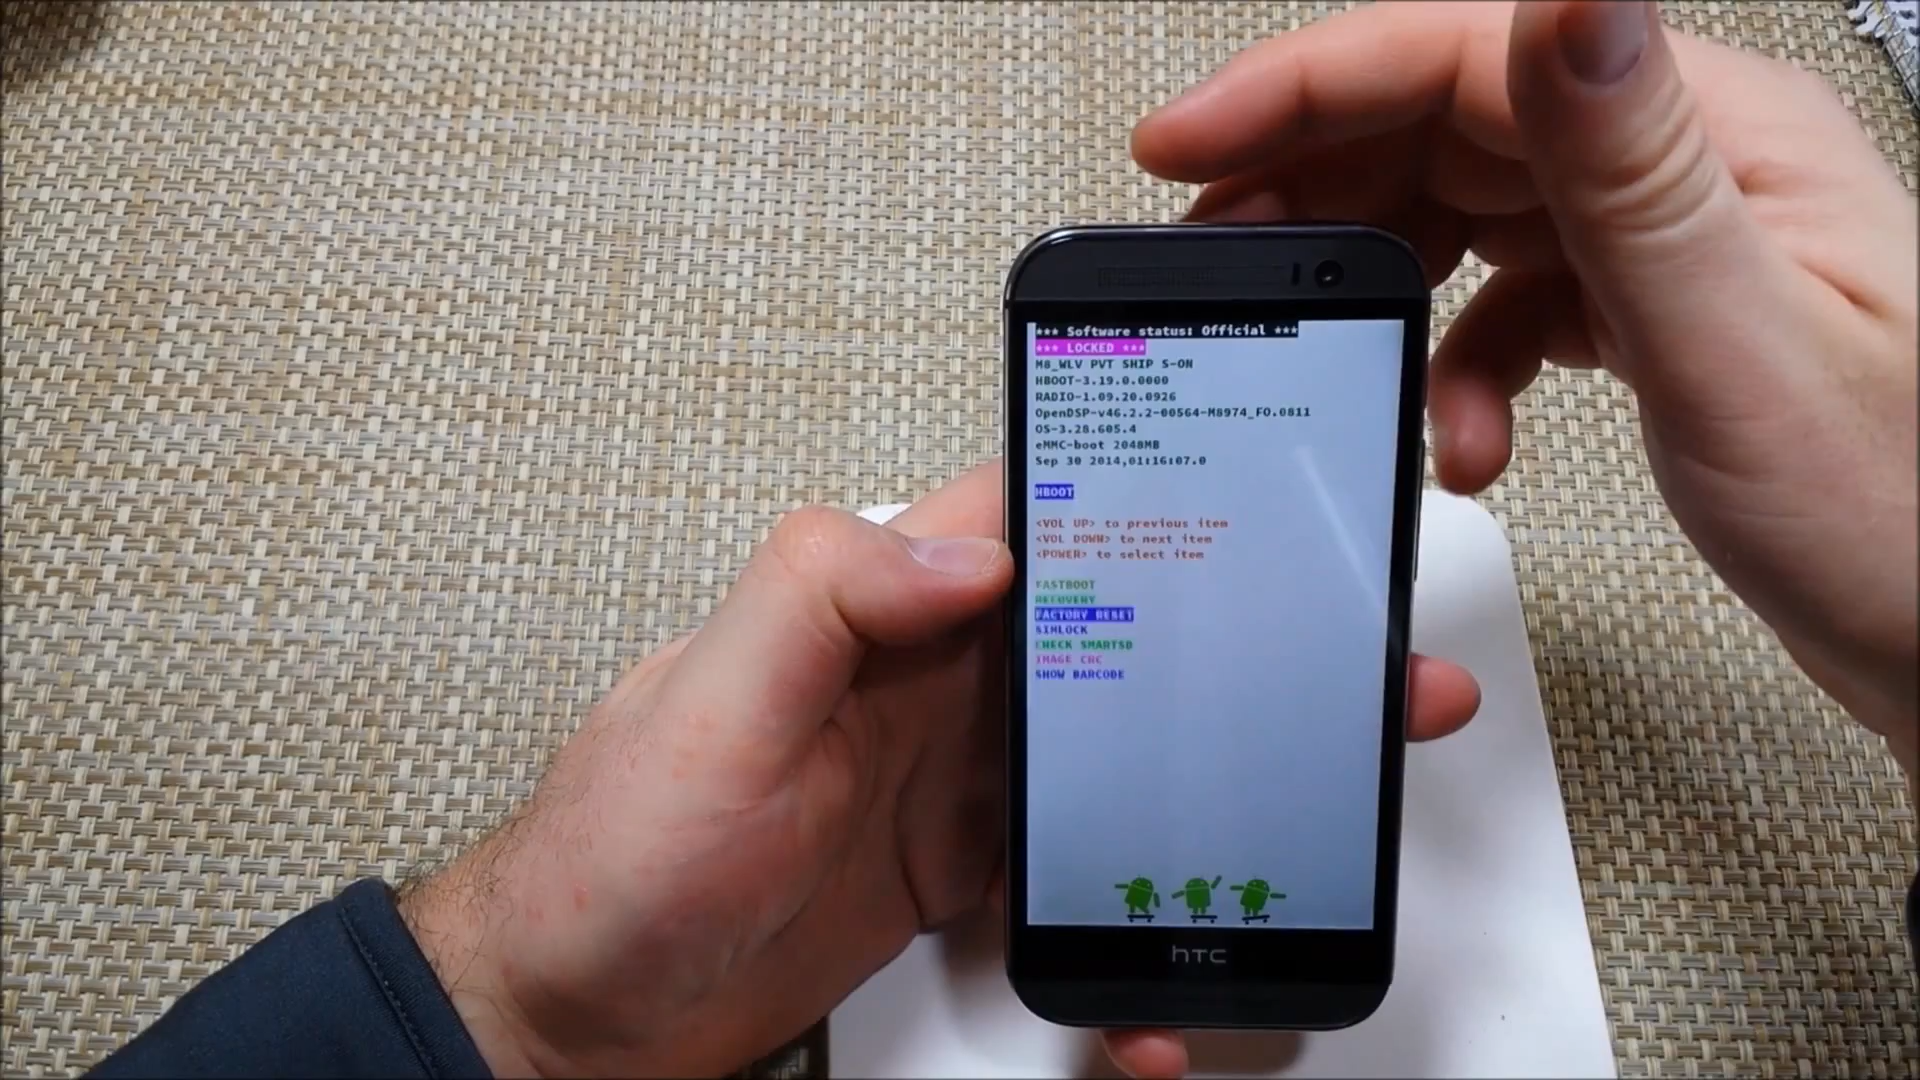 *** Software status: Official ***
*** LOCKED ***
M8_WLV PVT SHIP S-ON
HBOOT-3.19.0.0000
RADIO-1.09.20.0926
OpenDSP-v46.2.2-00564-M8974_FO.0811
OS-3.28.605.4
eMMC-boot 2048MB
Sep 30 2014,01:16:07.0
HBOOT
<VOL UP> to previous item
<VOL DOWN> to next item
<POWER> to select item
FASTBOOT
RECOVERY
FACTORY RESET
SIMLOCK
CHECK SMARTSD
IMAGE CRC
SHOW BARCODE
hTC